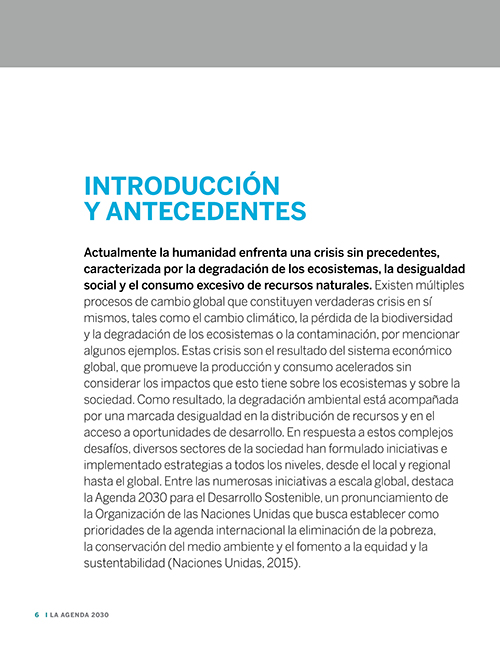 INTRODUCCIÓN
Y ANTECEDENTES
Actualmente la humanidad enfrenta una crisis sin precedentes,
caracterizada por la degradación de los ecosistemas, la desigualdad
social y el consumo excesivo de recursos naturales. Existen múltiples
procesos de cambio global que constituyen verdaderas crisis en sí
mismos, tales como el cambio climático, la pérdida de la biodiversidad
y la degradación de los ecosistemas o la contaminación, por mencionar
algunos ejemplos. Estas crisis son el resultado del sistema económico
global, que promueve la producción y consumo acelerados sin
considerar los impactos que esto tiene sobre los ecosistemas y sobre la
sociedad. Como resultado, la degradación ambiental está acompañada
por una marcada desigualdad en la distribución de recursos y en el
acceso a oportunidades de desarrollo. En respuesta a estos complejos
desafíos, diversos sectores de la sociedad han formulado iniciativas e
implementado estrategias a todos los niveles, desde el local y regional
hasta el global. Entre las numerosas iniciativas a escala global, destaca
la Agenda 2030 para el Desarrollo Sostenible, un pronunciamiento de
la Organización de las Naciones Unidas que busca establecer como
prioridades de la agenda internacional la eliminación de la pobreza,
la conservación del medio ambiente y el fomento a la equidad y la
sustentabilidad (Naciones Unidas, 2015).
6 | LA AGENDA 2030